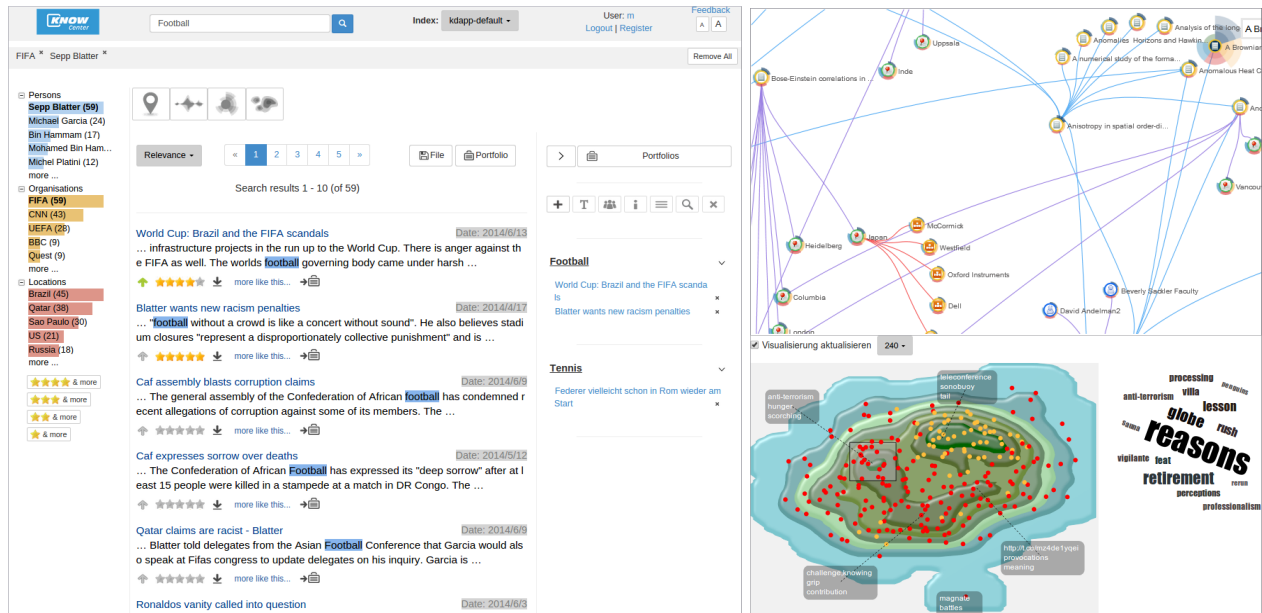 KNOW
Center
Football
Index: kdapp-default
User: m
Logout | Register
Feedback
A A
FIFA × Sepp Blatter ×
Remove All
Persons
Sepp Blatter (59)
Michael Garcia (24)
Bin Hammam (17)
Mohamed Bin Ham...
Michel Platini (12)
more ...
Organisations
FIFA (59)
CNN (43)
UEFA (28)
BBC (9)
Quest (9)
more ...
Locations
Brazil (45)
Qatar (38)
Sao Paulo (30)
US (21)
Russia (18)
more ...
& more
& more
& more
& more
Relevance
« 1 2 3 4 5 »
File
Portfolio
Search results 1 - 10 (of 59)
World Cup: Brazil and the FIFA scandals
Date: 2014/6/13
… infrastructure projects in the run up to the World Cup. There is anger against th
e FIFA as well. The worlds football governing body came under harsh …
more like this...
Blatter wants new racism penalties
Date: 2014/4/17
… "football without a crowd is like a concert without sound". He also believes stadi
um closures "represent a disproportionately collective punishment" and is …
more like this...
Caf assembly blasts corruption claims
Date: 2014/6/9
… The general assembly of the Confederation of African football has condemned r
ecent allegations of corruption against some of its members. The …
more like this...
Caf expresses sorrow over deaths
Date: 2014/5/12
… The Confederation of African Football has expressed its "deep sorrow" after at l
east 15 people were killed in a stampede at a match in DR Congo. The …
more like this...
Qatar claims are racist - Blatter
Date: 2014/6/9
… Blatter told delegates from the Asian Football Conference that Garcia would als
o speak at Fifas congress to update delegates on his inquiry. Garcia is …
more like this...
Ronaldos vanity called into question
Date: 2014/6/3
Portfolios
Football
World Cup: Brazil and the FIFA scanda
ls
Blatter wants new racism penalties
Tennis
Federer vielleicht schon in Rom wieder am
Start
Uppsala
Inde
Bose-Einstein correlations in ...
Analysis of the long
Anomalies Horizons and Hawkin
A numerical study of the forma...
A Br
A Brownian
Anomalous Heat C
Anisotropy in spatial order-di...
Vancouv
Heidelberg
Japan
McCormidi
Westfield
Oxford Instruments
Dell
Columbia
London
Beverly Sackler Faculty
David Andelman2
Visualisierung aktualisieren
240
anti-terrorism
hunger
scorching
teleconference
sonobuoy
tail
challenge.knowing
grip
contribution
http://t.co/mz4de1yqei
provocations
meaning
magnate
battles
processing
penguins
anti-terrorism
villa
lesson
globe
rush
reasons
vigilante
feat
retirement
rerun
perceptions
professionalism